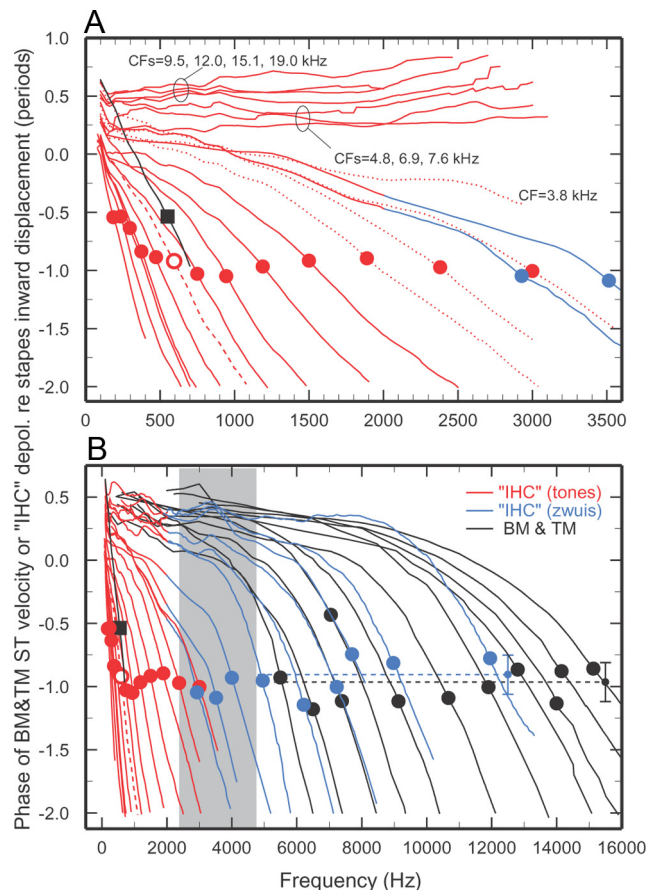 A
Phase of BM&TM ST velocity or "IHC" depol. re stapes inward displacement (periods)
1.0
0.5
0.0
-0.5
-1.0
-1.5
-2.0
CFs=9.5, 12.0, 15.1, 19.0 kHz
CFs=4.8, 6.9, 7.6 kHz
CF=3.8 kHz
0 500 1000 1500 2000 2500 3000 3500
B
0.5
0.0
-0.5
-1.0
-1.5
-2.0
"IHC" (tones)
"IHC" (zwuis)
BM & TM
0 2000 4000 6000 8000 10000 12000 14000 16000
Frequency (Hz)